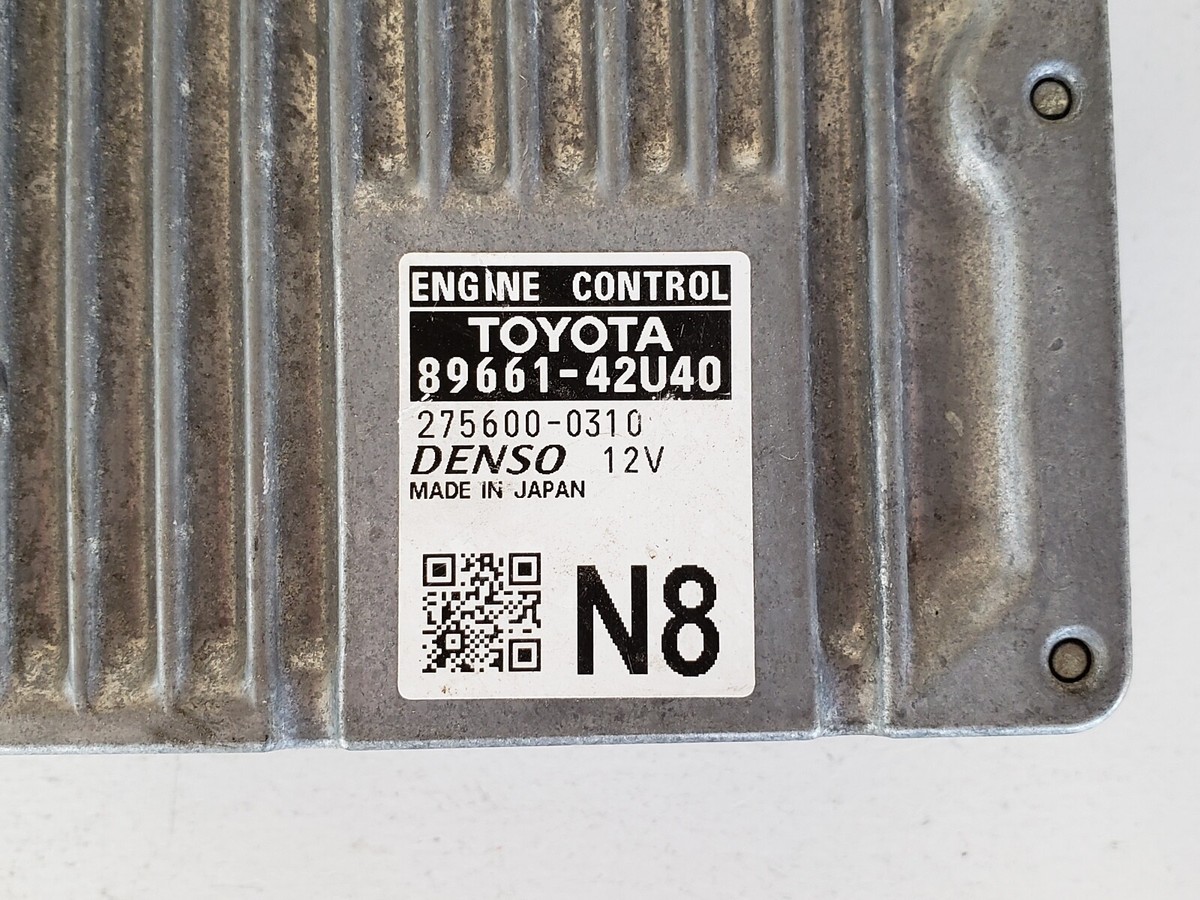 ENGINE CONTROL
TOYOTA
89661-42U40
275600-0310
DENSO 12V
MADE IN JAPAN
N8